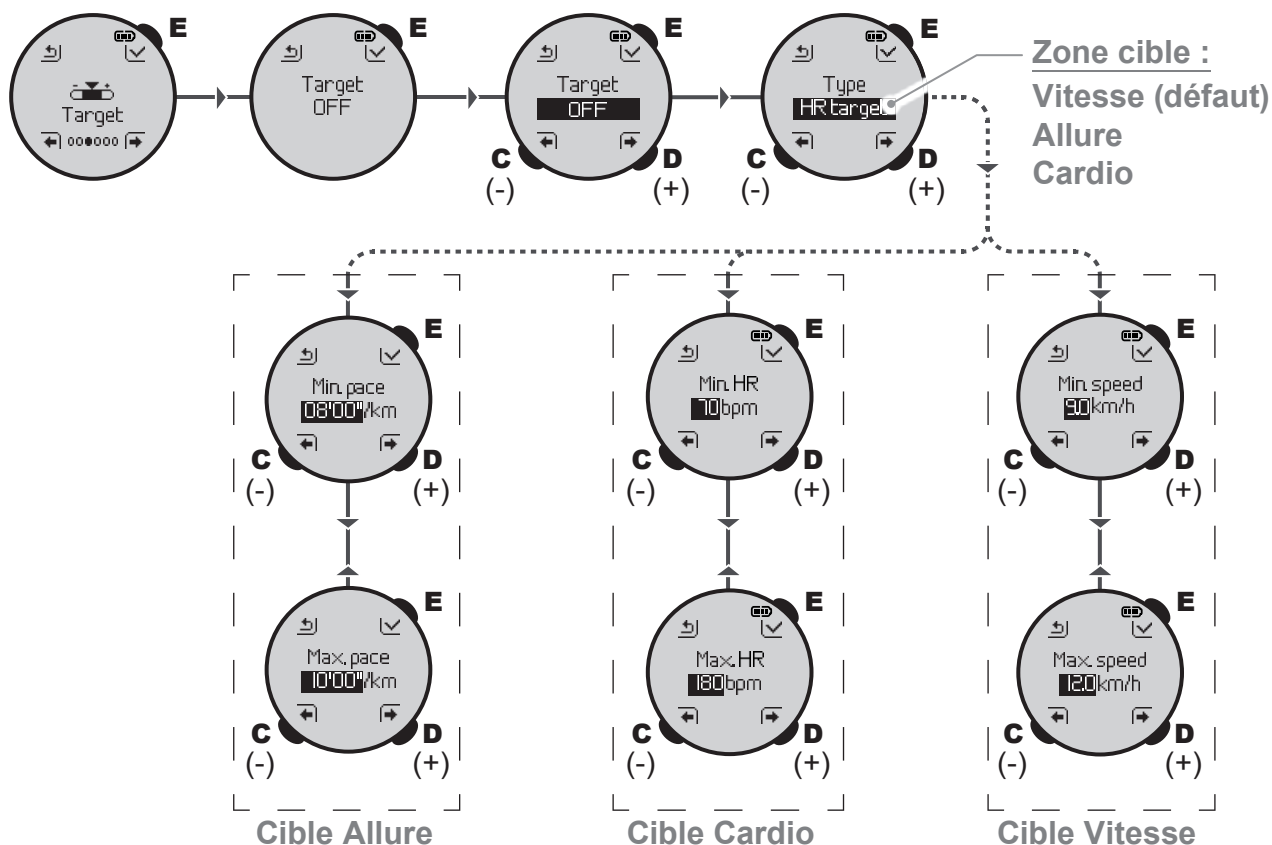 E
Target
E
Target
OFF
E
Target
OFF
C
(-)
D
(+)
E
Type
HR target
C
(-)
D
(+)
Zone cible :
Vitesse (défaut)
Allure
Cardio
E
Min. pace
08'00"/km
C
(-)
D
(+)
E
Max. pace
10'00"/km
C
(-)
D
(+)
Cible Allure
E
Min. HR
70bpm
C
(-)
D
(+)
E
Max. HR
180bpm
C
(-)
D
(+)
Cible Cardio
E
Min. speed
9.0km/h
C
(-)
D
(+)
E
Max. speed
12.0km/h
C
(-)
D
(+)
Cible Vitesse